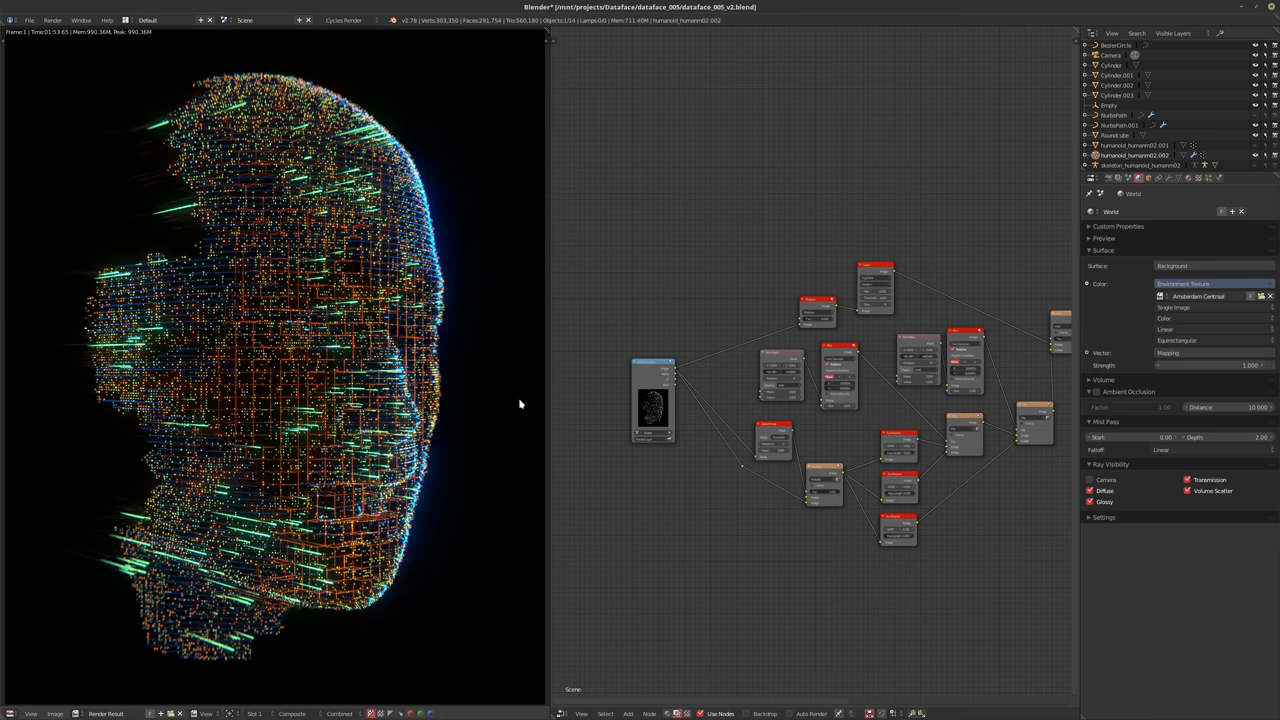 Blender* [/mnt/projects/Dataface/dataface_005/dataface_005_v2.blend]
File Render Window Help Default Scene Cycles Render v2.78 | Verts:303,350 | Faces:291,754 | Tris:560,180 | Objects:1/14 | Lamps:0/0 | Mem:711.40M | humanoid_humanm02.002
Frame:1 | Time:01:53.65 | Mem:990.36M, Peak: 990.36M
View Search Visible Layers
BezierCircle
Camera
Cylinder
Cylinder.001
Cylinder.002
Cylinder.003
Empty
NurbsPath
NurbsPath.001
Roundcube
humanoid_humanm02.001
humanoid_humanm02.002
skeleton_humanoid_humanm02
World
World F
Custom Properties
Preview
Surface
Surface: Background
Color: Environment Texture
Amsterdam Centraal F
Single Image
Color
Linear
Equirectangular
Vector: Mapping
Strength: 1.000
Volume
Ambient Occlusion
Factor: 1.00 Distance: 10.000
Mist Pass
Start: 0.00 Depth: 2.00
Falloff: Linear
Ray Visibility
Camera Transmission
Diffuse Volume Scatter
Glossy
Settings
Scene
View Image Render Result F View Slot 1 Composite Combined
View Select Add Node Use Nodes Backdrop Auto Render